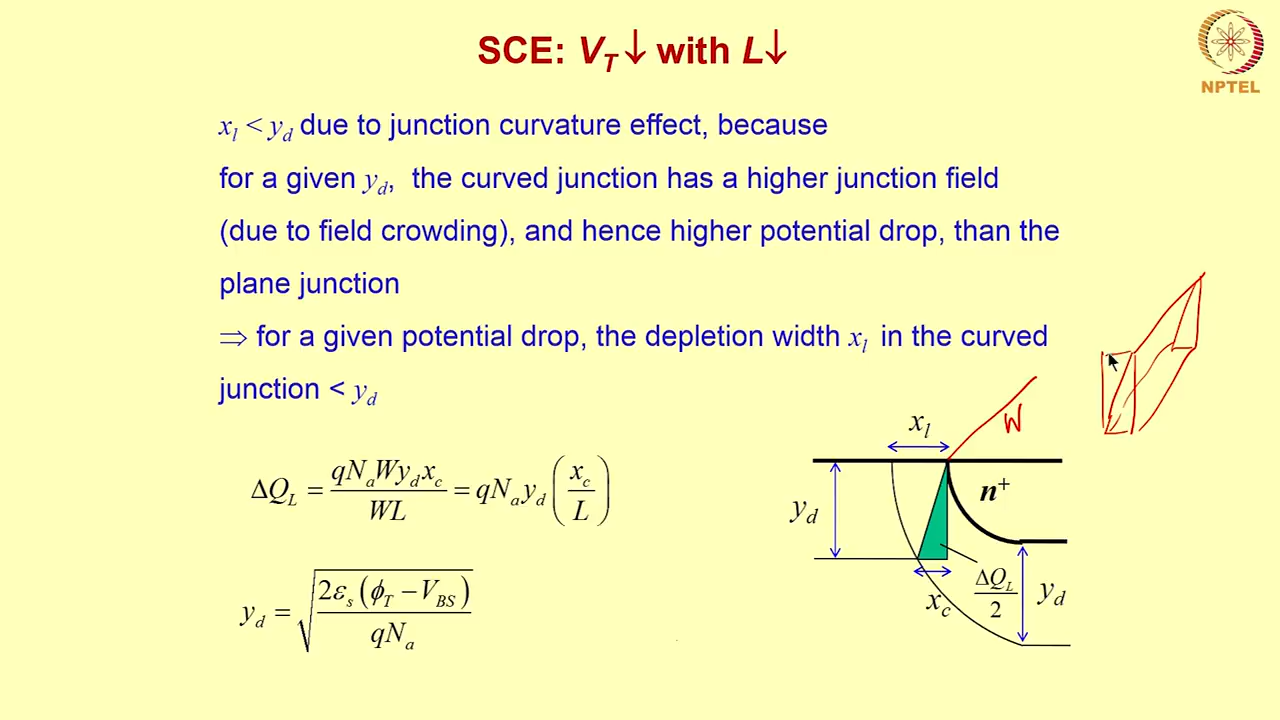 SCE: V_T ↓ with L↓
NPTEL
x_l < y_d due to junction curvature effect, because
for a given y_d, the curved junction has a higher junction field
(due to field crowding), and hence higher potential drop, than the
plane junction
⇒ for a given potential drop, the depletion width x_l in the curved
junction < y_d
ΔQ_L = qN_aWy_dx_c / WL = qN_ay_d (x_c / L)
y_d = √(2ε_s(ϕ_T − V_BS) / qN_a)
x_l
W
n⁺
y_d
x_c
ΔQ_L / 2
y_d